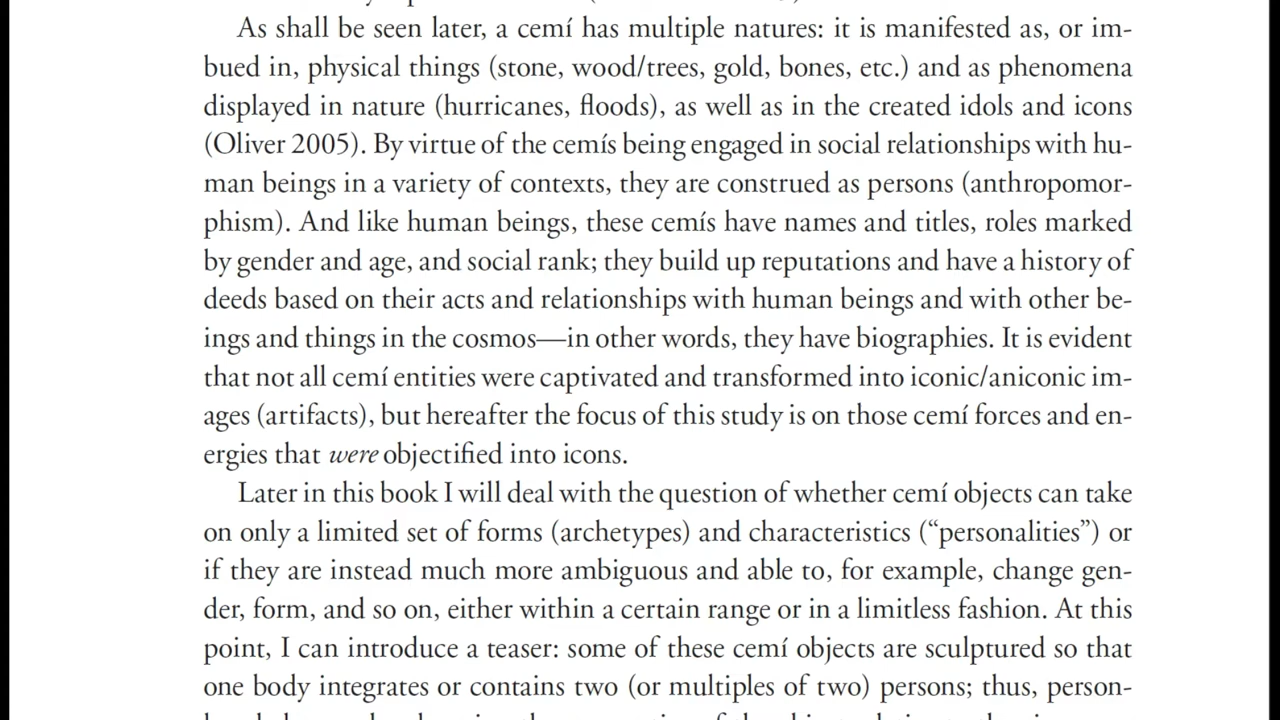 As shall be seen later, a cemí has multiple natures: it is manifested as, or im-
bued in, physical things (stone, wood/trees, gold, bones, etc.) and as phenomena
displayed in nature (hurricanes, floods), as well as in the created idols and icons
(Oliver 2005). By virtue of the cemís being engaged in social relationships with hu-
man beings in a variety of contexts, they are construed as persons (anthropomor-
phism). And like human beings, these cemís have names and titles, roles marked
by gender and age, and social rank; they build up reputations and have a history of
deeds based on their acts and relationships with human beings and with other be-
ings and things in the cosmos—in other words, they have biographies. It is evident
that not all cemí entities were captivated and transformed into iconic/aniconic im-
ages (artifacts), but hereafter the focus of this study is on those cemí forces and en-
ergies that were objectified into icons.
Later in this book I will deal with the question of whether cemí objects can take
on only a limited set of forms (archetypes) and characteristics (“personalities”) or
if they are instead much more ambiguous and able to, for example, change gen-
der, form, and so on, either within a certain range or in a limitless fashion. At this
point, I can introduce a teaser: some of these cemí objects are sculptured so that
one body integrates or contains two (or multiples of two) persons; thus, person-